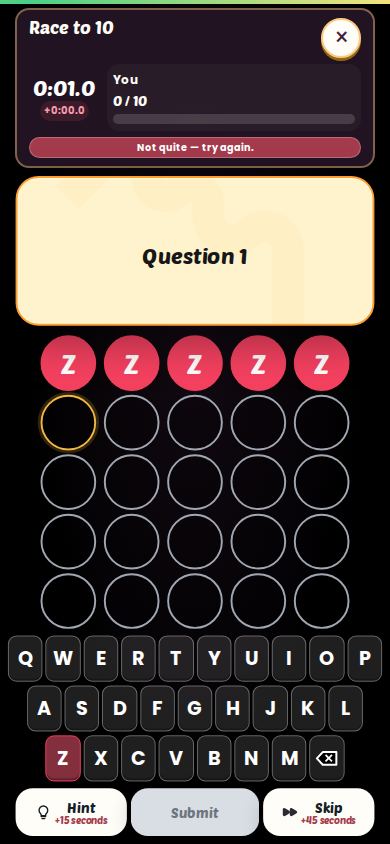 Race to 10
×
0:01.0
+0:00.0
You
0 / 10
Not quite — try again.
Question 1
Z Z Z Z Z
Q W E R T Y U I O P
A S D F G H J K L
Z X C V B N M
Hint
+15 seconds
Submit
Skip
+45 seconds